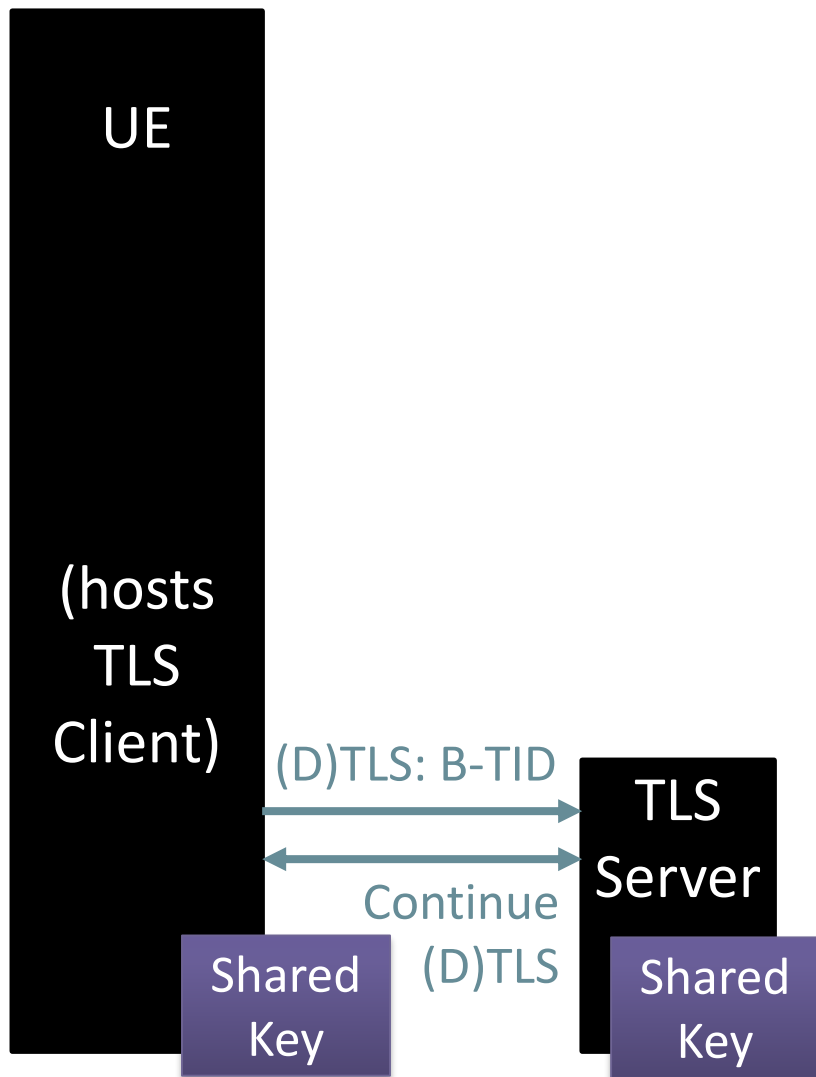 UE
(hosts
TLS
Client)
(D)TLS: B-TID
TLS
Server
Continue
(D)TLS
Shared
Key
Shared
Key